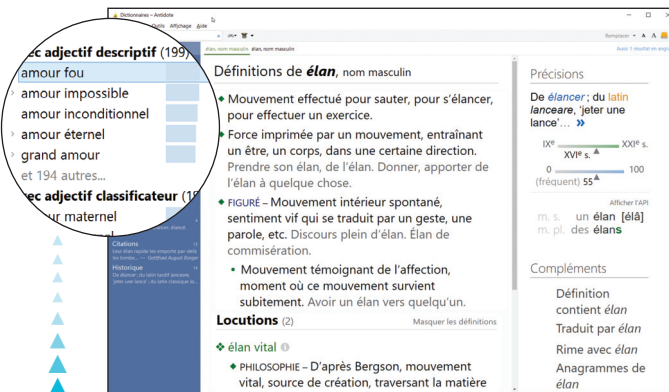 Dictionnaires – Antidote
Outils Affichage Aide
Remplacer
A A
élan, nom masculin élan, nom masculin
Aussi 1 résultat en anglais
ec adjectif descriptif (199)
amour fou
amour impossible
amour inconditionnel
amour éternel
grand amour
et 194 autres...
ec adjectif classificateur (1
ur maternel
Citations
Historique
Définitions de élan, nom masculin
◆ Mouvement effectué pour sauter, pour s’élancer,
pour effectuer un exercice.
◆ Force imprimée par un mouvement, entraînant
un être, un corps, dans une certaine direction.
Prendre son élan, de l’élan. Donner, apporter de
l’élan à quelque chose.
◆ FIGURÉ – Mouvement intérieur spontané,
sentiment vif qui se traduit par un geste, une
parole, etc. Discours plein d’élan. Élan de
commisération.
▪ Mouvement témoignant de l’affection,
moment où ce mouvement survient
subitement. Avoir un élan vers quelqu’un.
Locutions (2) Masquer les définitions
❖ élan vital
◆ PHILOSOPHIE – D’après Bergson, mouvement
vital, source de création, traversant la matière
Précisions
De élancer ; du latin
lanceare, ‘jeter une
lance’… »
IXe XXIe s.
XVIe s.
0 100
(fréquent) 55
Afficher l’API
m. s. un élan [elɑ̃]
m. pl. des élans
Compléments
Définition
contient élan
Traduit par élan
Rime avec élan
Anagrammes de
élan